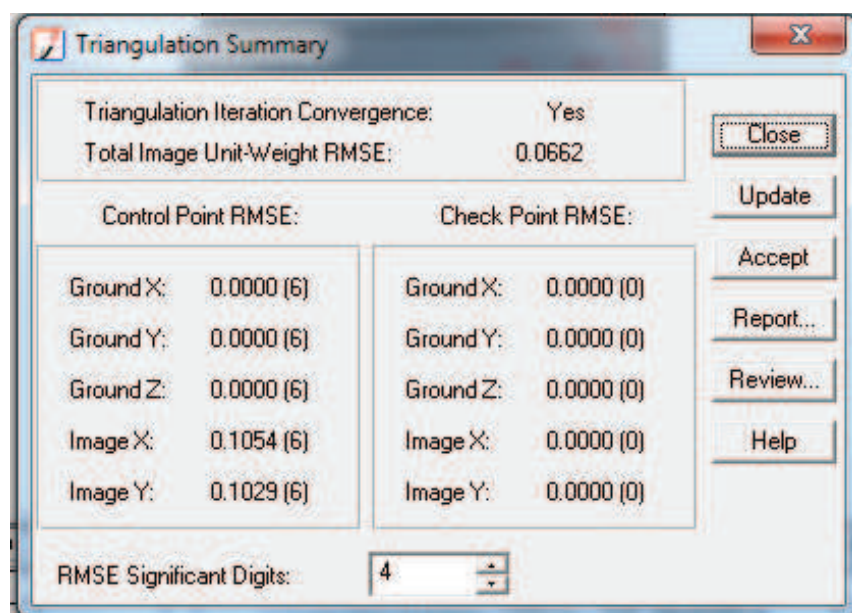 Triangulation Summary
Triangulation Iteration Convergence: Yes
Total Image Unit-Weight RMSE: 0.0662
Close
Update
Accept
Report...
Review...
Help
Control Point RMSE:
Ground X: 0.0000 (6)
Ground Y: 0.0000 (6)
Ground Z: 0.0000 (6)
Image X: 0.1054 (6)
Image Y: 0.1029 (6)
Check Point RMSE:
Ground X: 0.0000 (0)
Ground Y: 0.0000 (0)
Ground Z: 0.0000 (0)
Image X: 0.0000 (0)
Image Y: 0.0000 (0)
RMSE Significant Digits: 4